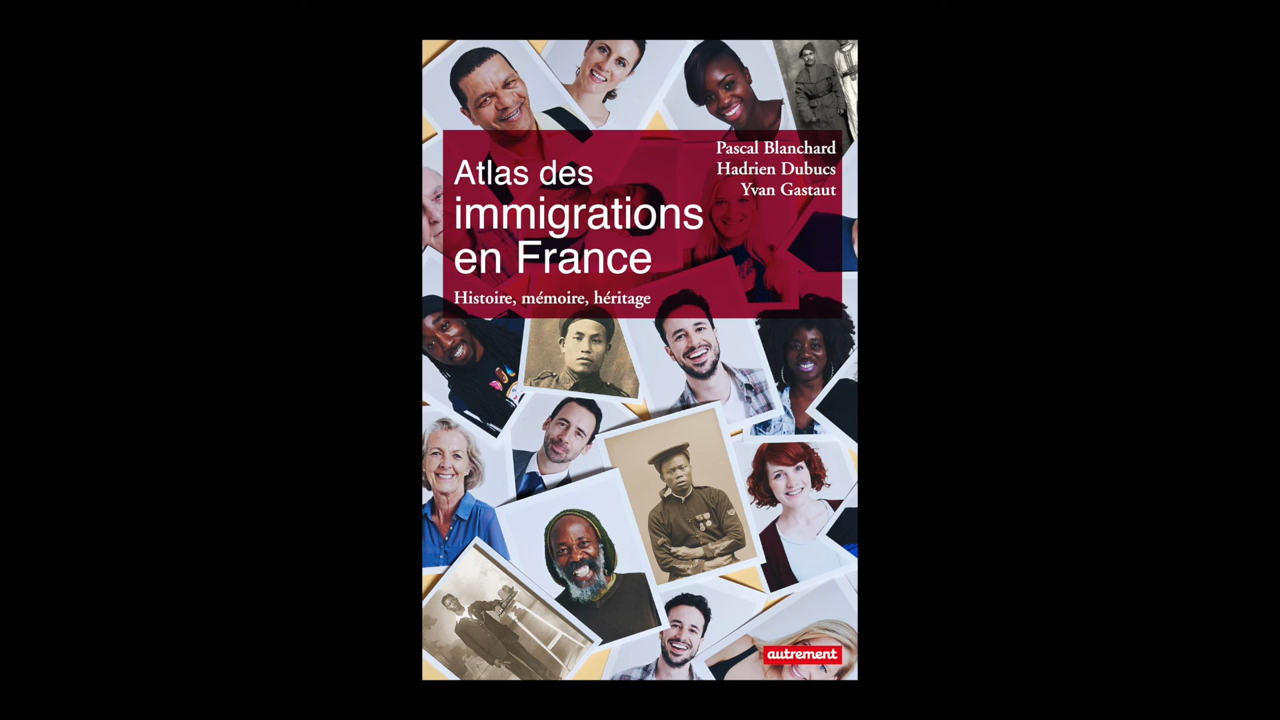 Atlas des
immigrations
en France
Histoire, mémoire, héritage
Pascal Blanchard
Hadrien Dubucs
Yvan Gastaut
autrement